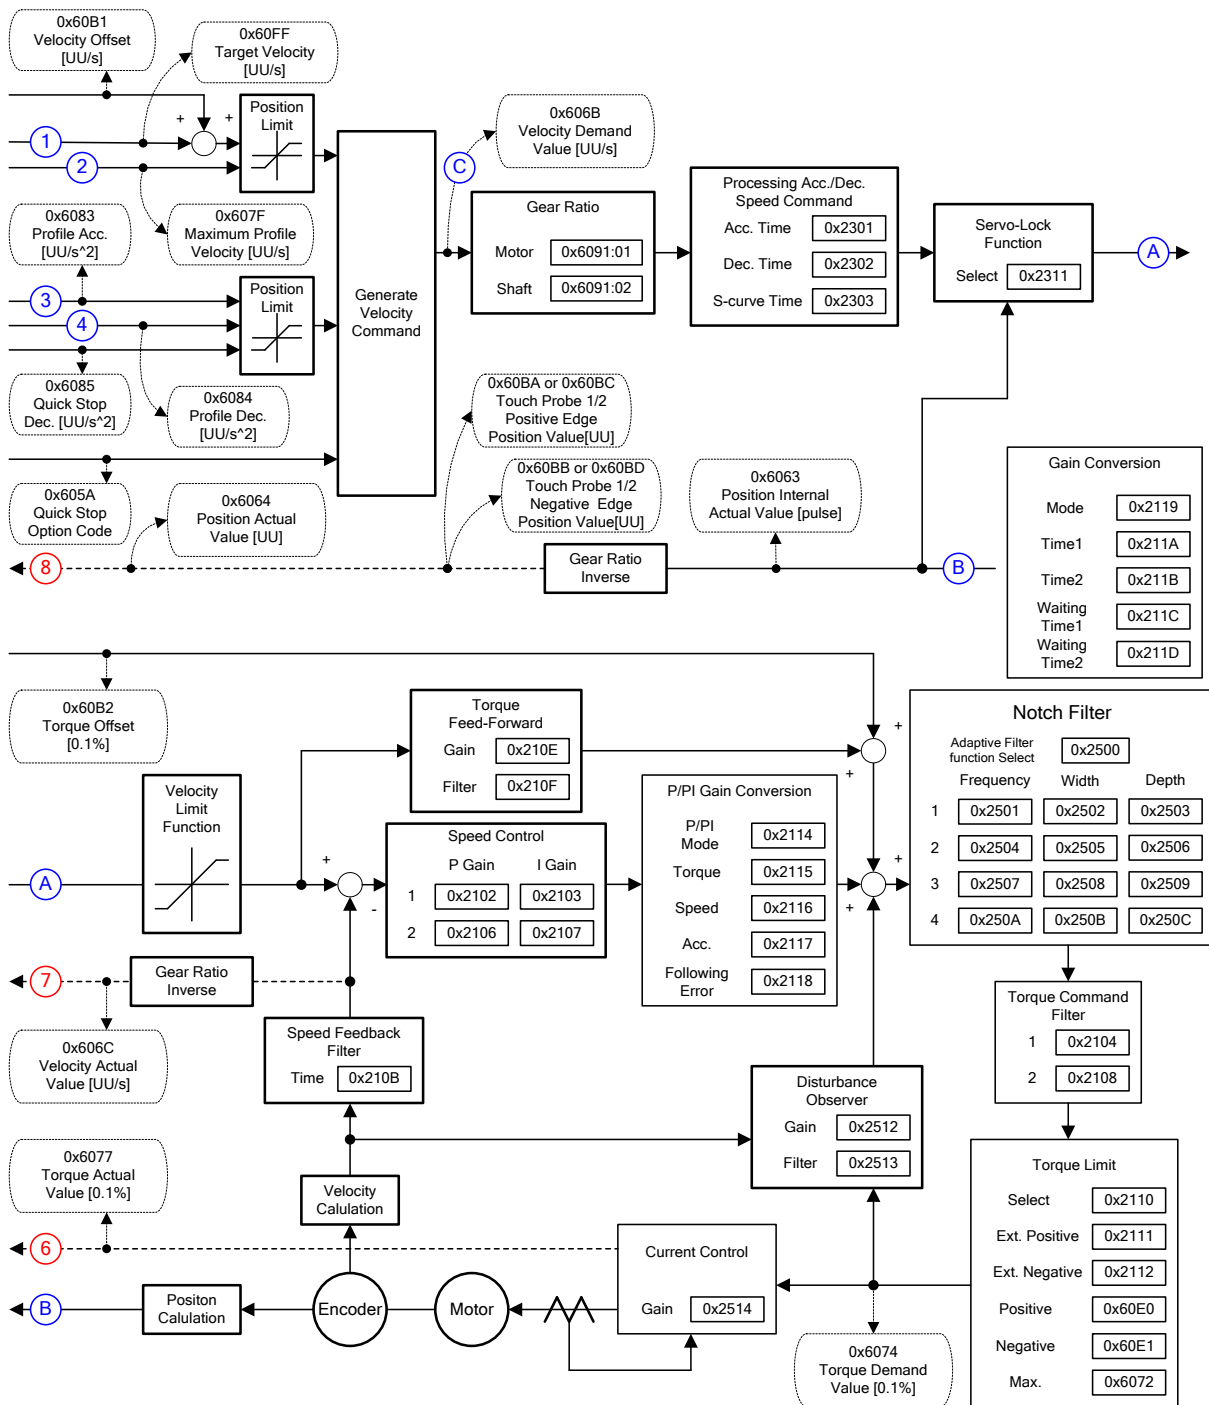 0x60B1
Velocity Offset
[UU/s]
0x60FF
Target Velocity
[UU/s]
+
+
1
2
Position
Limit
0x606B
Velocity Demand
Value [UU/s]
C
0x6083
Profile Acc.
[UU/s^2]
0x607F
Maximum Profile
Velocity [UU/s]
Gear Ratio
Motor 0x6091:01
Shaft 0x6091:02
Processing Acc./Dec.
Speed Command
Acc. Time 0x2301
Dec. Time 0x2302
S-curve Time 0x2303
Servo-Lock
Function
Select 0x2311
A
3
4
Position
Limit
Generate
Velocity
Command
0x6085
Quick Stop
Dec. [UU/s^2]
0x6084
Profile Dec.
[UU/s^2]
0x60BA or 0x60BC
Touch Probe 1/2
Positive Edge
Position Value[UU]
0x605A
Quick Stop
Option Code
0x6064
Position Actual
Value [UU]
0x60BB or 0x60BD
Touch Probe 1/2
Negative Edge
Position Value[UU]
0x6063
Position Internal
Actual Value [pulse]
Gain Conversion
Mode 0x2119
Time1 0x211A
Time2 0x211B
Waiting
Time1 0x211C
Waiting
Time2 0x211D
8
Gear Ratio
Inverse
B
0x60B2
Torque Offset
[0.1%]
Torque
Feed-Forward
Gain 0x210E
Filter 0x210F
+
+
+
Notch Filter
Adaptive Filter
function Select 0x2500
Frequency Width Depth
1 0x2501 0x2502 0x2503
2 0x2504 0x2505 0x2506
3 0x2507 0x2508 0x2509
4 0x250A 0x250B 0x250C
Velocity
Limit
Function
A
+
-
Speed Control
P Gain I Gain
1 0x2102 0x2103
2 0x2106 0x2107
P/PI Gain Conversion
P/PI
Mode 0x2114
Torque 0x2115
Speed 0x2116
Acc. 0x2117
Following
Error 0x2118
+
7
Gear Ratio
Inverse
0x606C
Velocity Actual
Value [UU/s]
Speed Feedback
Filter
Time 0x210B
Torque Command
Filter
1 0x2104
2 0x2108
Disturbance
Observer
Gain 0x2512
Filter 0x2513
0x6077
Torque Actual
Value [0.1%]
Velocity
Calulation
Torque Limit
Select 0x2110
Ext. Positive 0x2111
Ext. Negative 0x2112
Positive 0x60E0
Negative 0x60E1
Max. 0x6072
6
Current Control
Gain 0x2514
B
Positon
Calulation
Encoder
Motor
0x6074
Torque Demand
Value [0.1%]